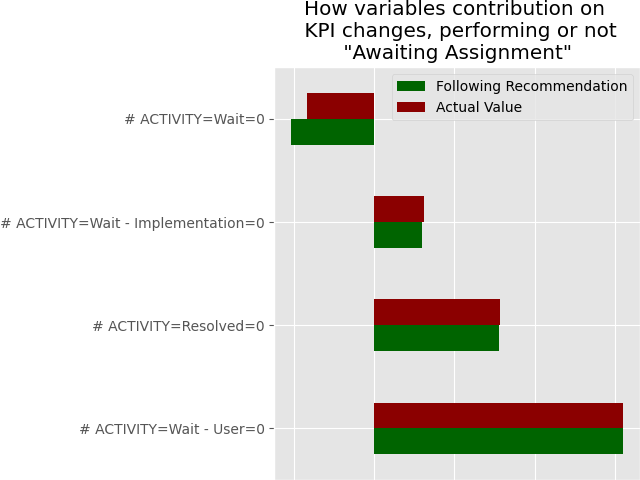 How variables contribution on
KPI changes, performing or not
"Awaiting Assignment"
Following Recommendation
Actual Value
# ACTIVITY=Wait=0
# ACTIVITY=Wait - Implementation=0
# ACTIVITY=Resolved=0
# ACTIVITY=Wait - User=0